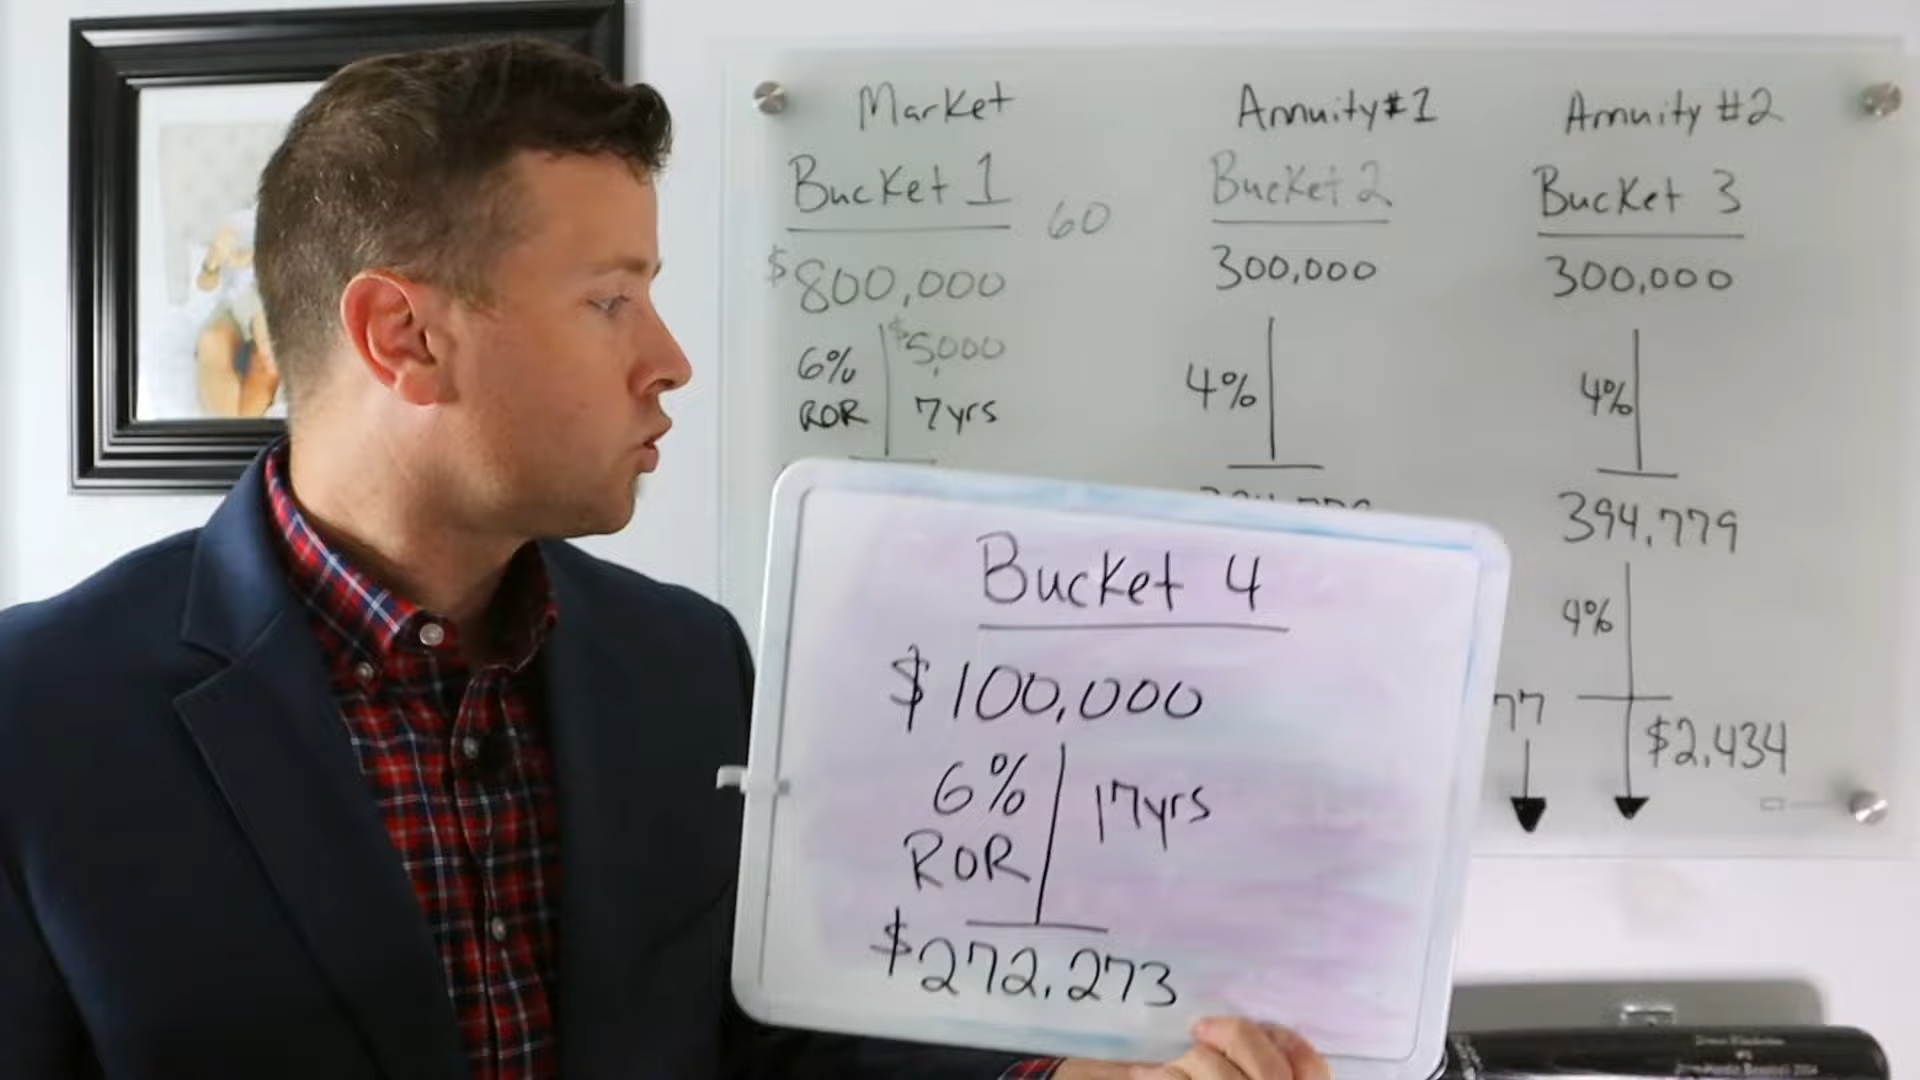 Market
Bucket 1
60
$800,000
6%
ROR
$5,000
7yrs
Annuity#1
Bucket 2
300,000
4%
Annuity #2
Bucket 3
300,000
4%
394,779
4%
77
$2,434
Bucket 4
$100,000
6%
ROR
17yrs
$272,273